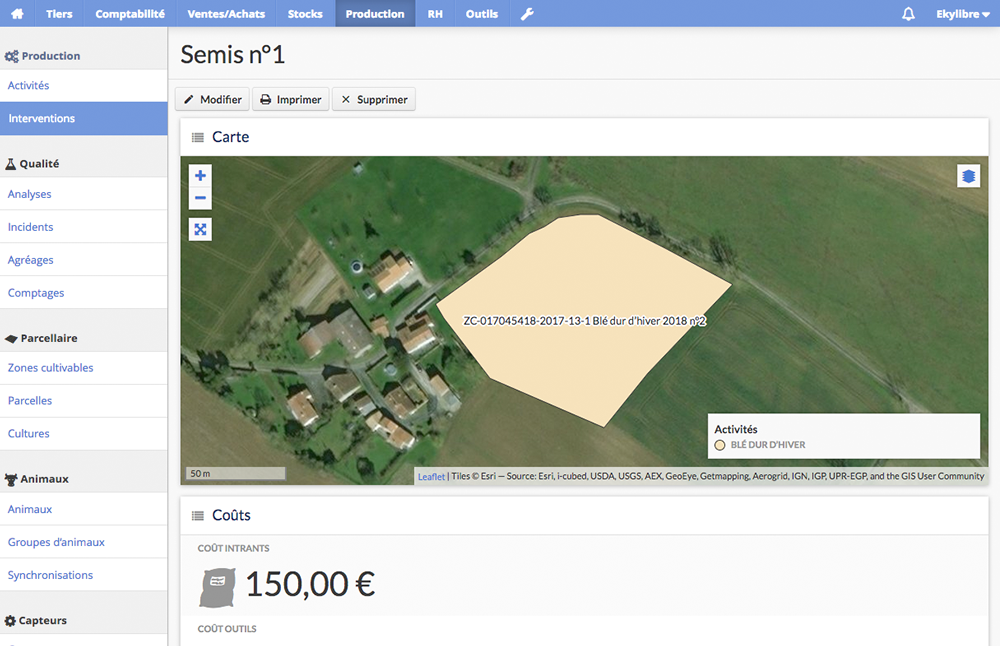 Tiers Comptabilité Ventes/Achats Stocks Production RH Outils Ekylibre
Production
Activités
Interventions
Qualité
Analyses
Incidents
Agréages
Comptages
Parcellaire
Zones cultivables
Parcelles
Cultures
Animaux
Animaux
Groupes d'animaux
Synchronisations
Capteurs
Semis n°1
Modifier Imprimer Supprimer
Carte
+
−
ZC-017045418-2017-13-1 Blé dur d'hiver 2018 n°2
Activités
BLÉ DUR D'HIVER
50 m
Leaflet | Tiles © Esri — Source: Esri, i-cubed, USDA, USGS, AEX, GeoEye, Getmapping, Aerogrid, IGN, IGP, UPR-EGP, and the GIS User Community
Coûts
COÛT INTRANTS
150,00 €
COÛT OUTILS